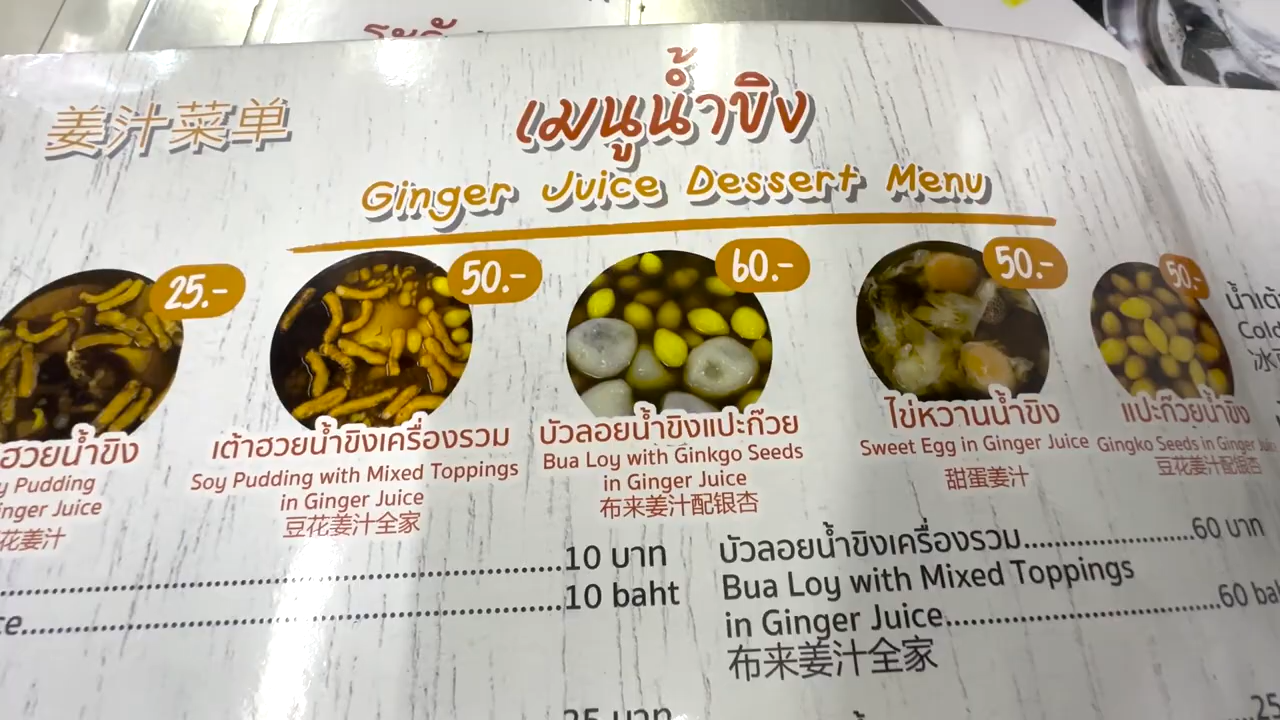 姜汁菜单
เมนูน้ำขิง
Ginger Juice Dessert Menu
25.-
50.-
60.-
50.-
50.-
ฮวยน้ำขิง
Pudding
Ginger Juice
花姜汁
เต้าฮวยน้ำขิงเครื่องรวม
Soy Pudding with Mixed Toppings
in Ginger Juice
豆花姜汁全家
บัวลอยน้ำขิงแปะก๊วย
Bua Loy with Ginkgo Seeds
in Ginger Juice
布来姜汁配银杏
ไข่หวานน้ำขิง
Sweet Egg in Ginger Juice
甜蛋姜汁
แปะก๊วยน้ำขิง
Gingko Seeds in Ginger Juice
豆花姜汁配银杏
10 บาท
10 baht
บัวลอยน้ำขิงเครื่องรวม......................60 บาท
Bua Loy with Mixed Toppings
in Ginger Juice................................60
布来姜汁全家
25 บาท
25